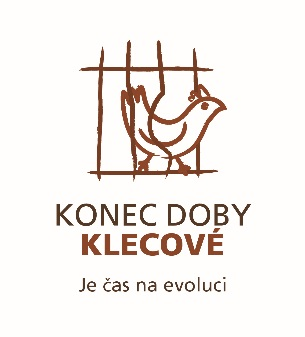 KONEC DOBY
KLECOVÉ
Je čas na evoluci